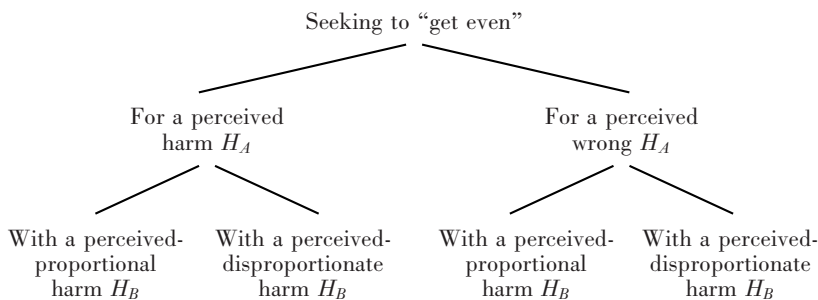 Seeking to “get even”
For a perceived
harm H_A
For a perceived
wrong H_A
With a perceived-
proportional
harm H_B
With a perceived-
disproportionate
harm H_B
With a perceived-
proportional
harm H_B
With a perceived-
disproportionate
harm H_B